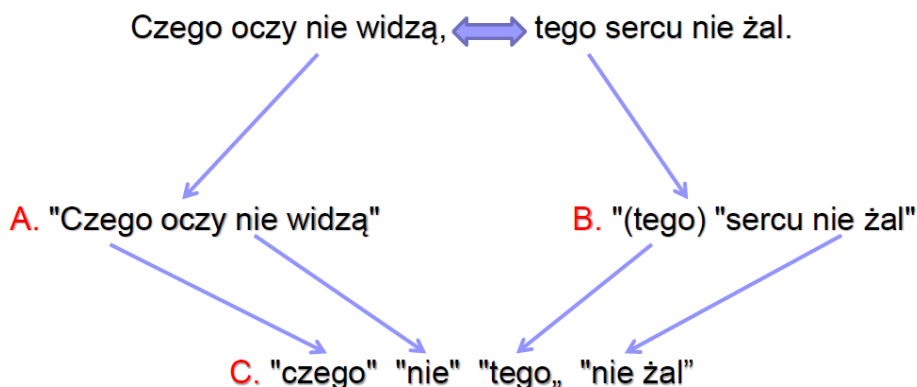 Czego oczy nie widzą, tego sercu nie żal.
A. "Czego oczy nie widzą" B. "(tego) "sercu nie żal"
C. "czego" "nie" "tego„ "nie żal”